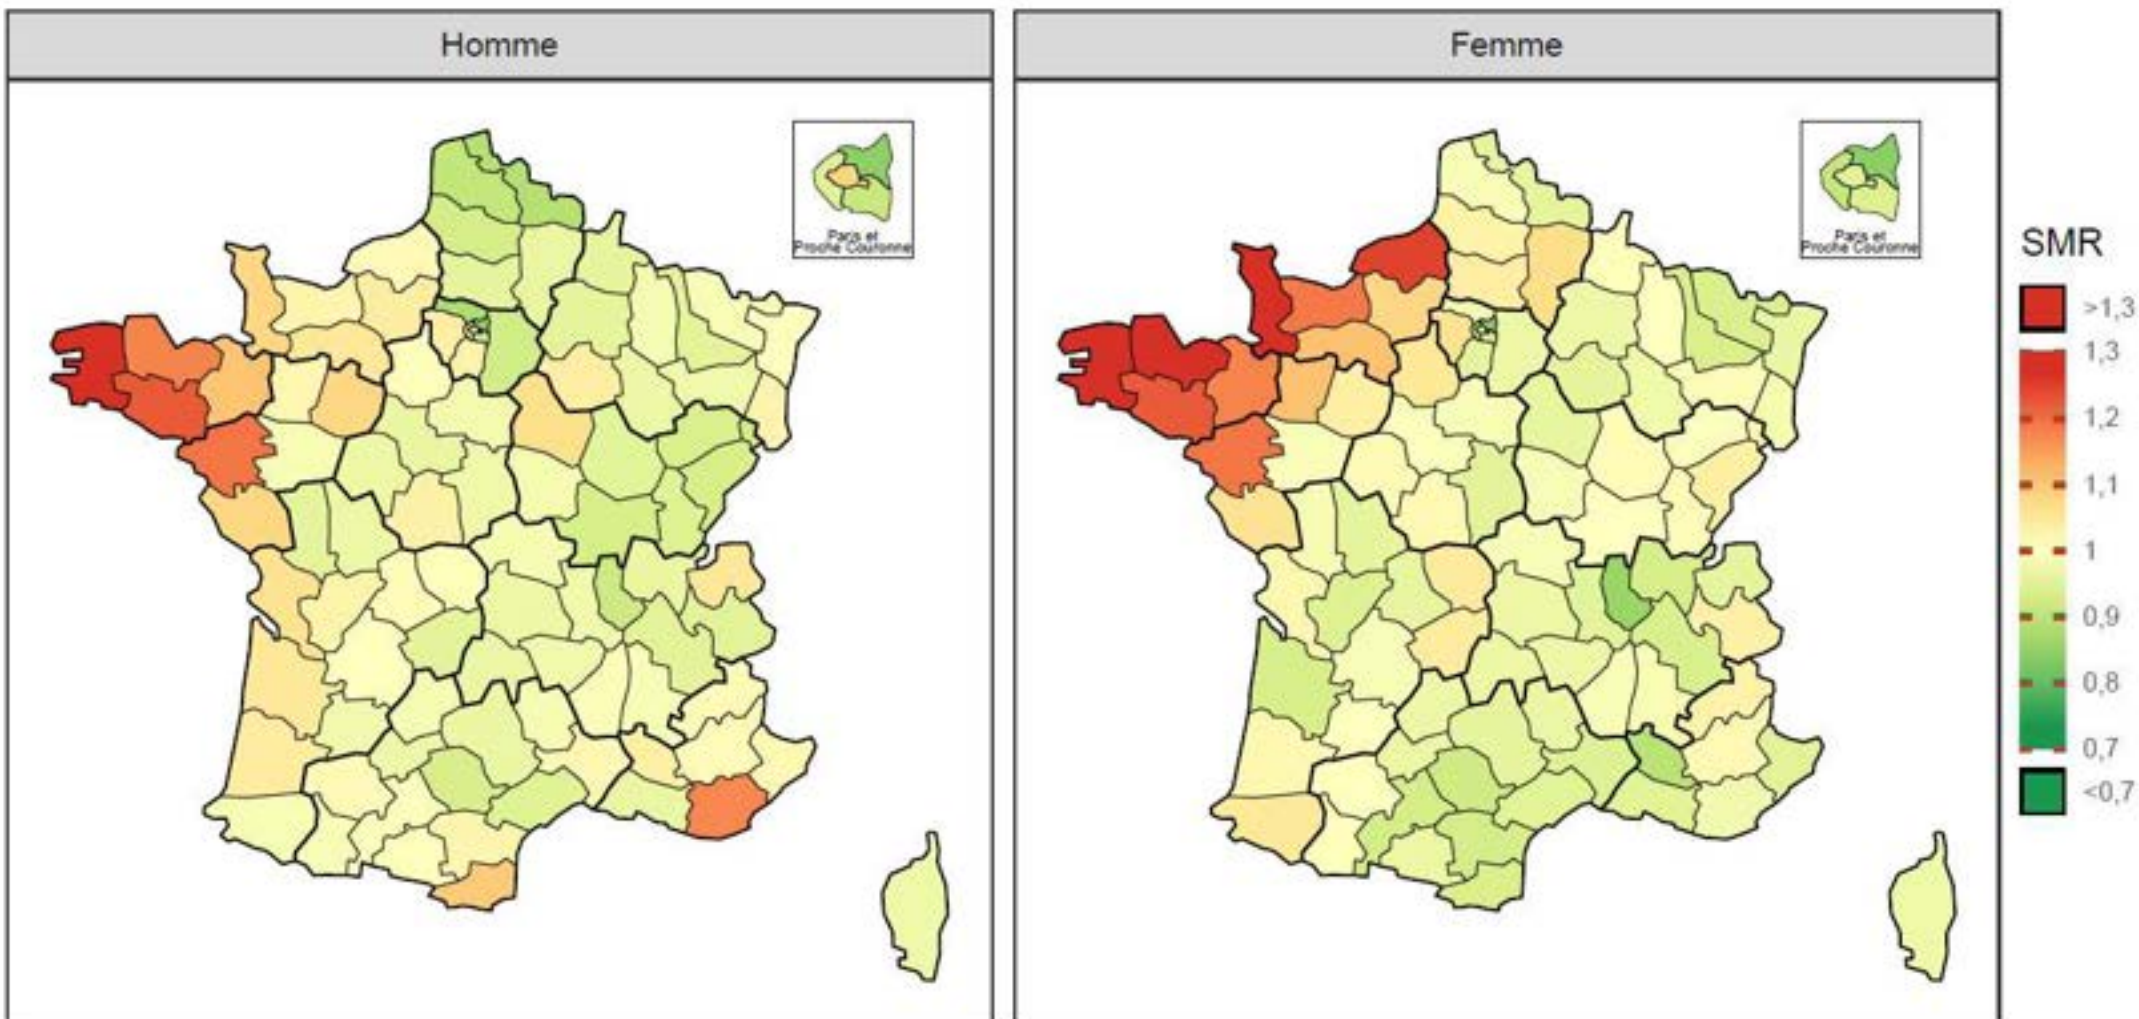 Homme
Femme
Paris et
Proche Couronne
Paris et
Proche Couronne
SMR
>1,3
1,3
1,2
1,1
1
0,9
0,8
0,7
<0,7